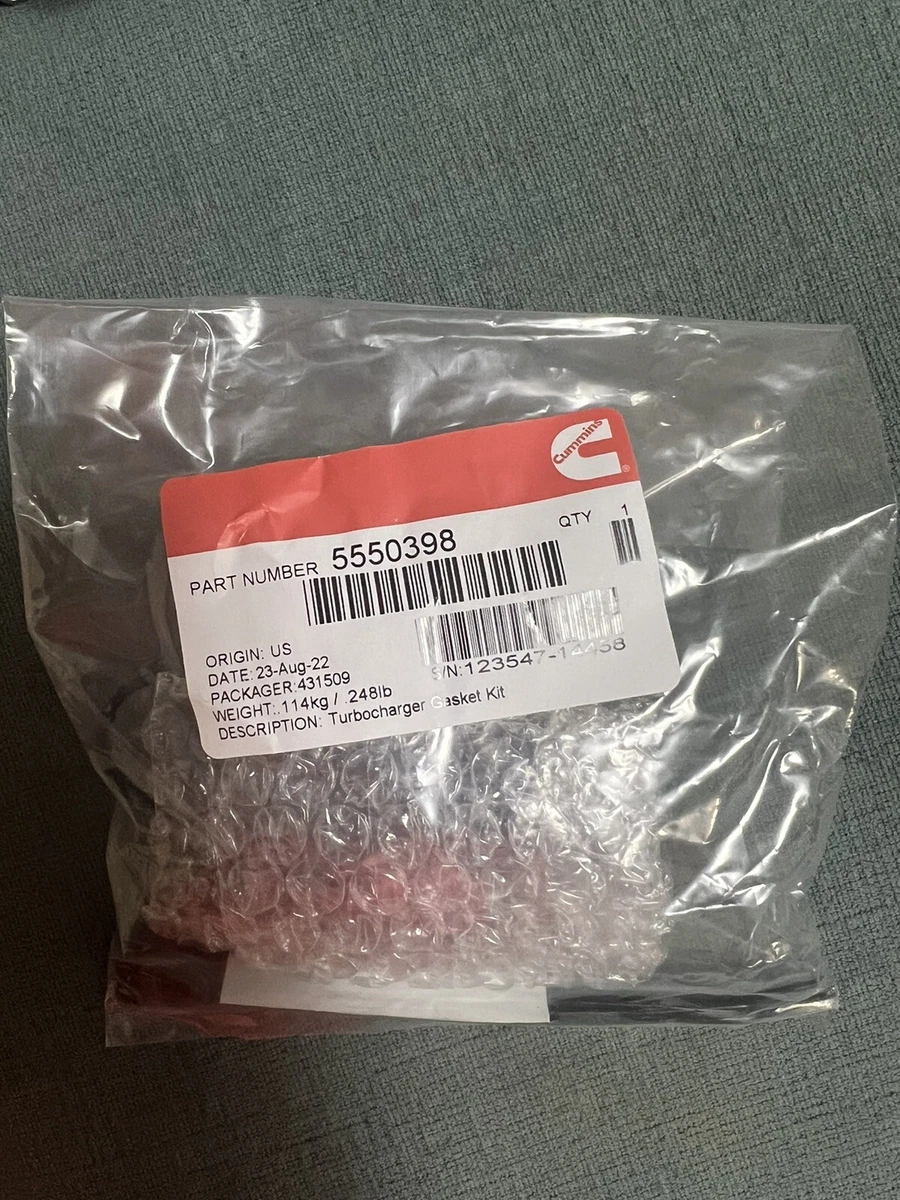 Cummins
®
QTY 1
PART NUMBER 5550398
ORIGIN: US
DATE: 23-Aug-22
PACKAGER:431509
WEIGHT:.114kg / .248lb
DESCRIPTION: Turbocharger Gasket Kit
S/N:123547-14458